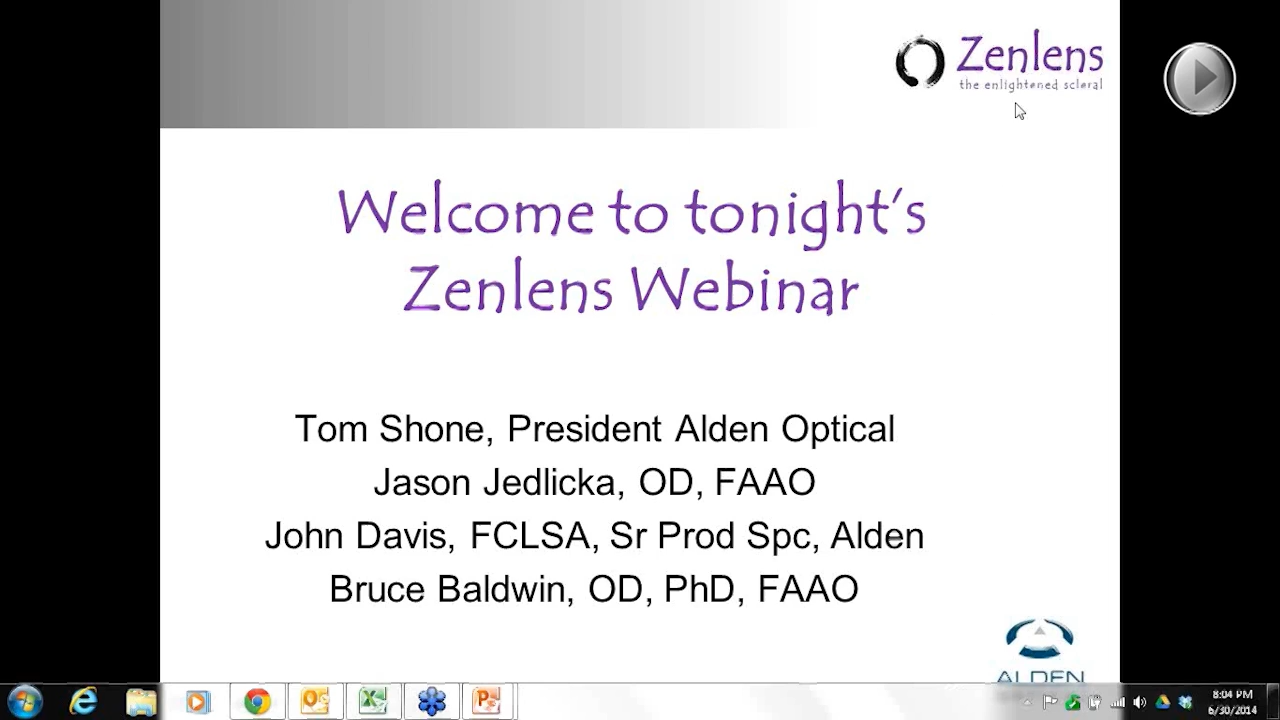 Zenlens
the enlightened scleral
Welcome to tonight's
Zenlens Webinar
Tom Shone, President Alden Optical
Jason Jedlicka, OD, FAAO
John Davis, FCLSA, Sr Prod Spc, Alden
Bruce Baldwin, OD, PhD, FAAO
ALDEN
8:04 PM
6/30/2014